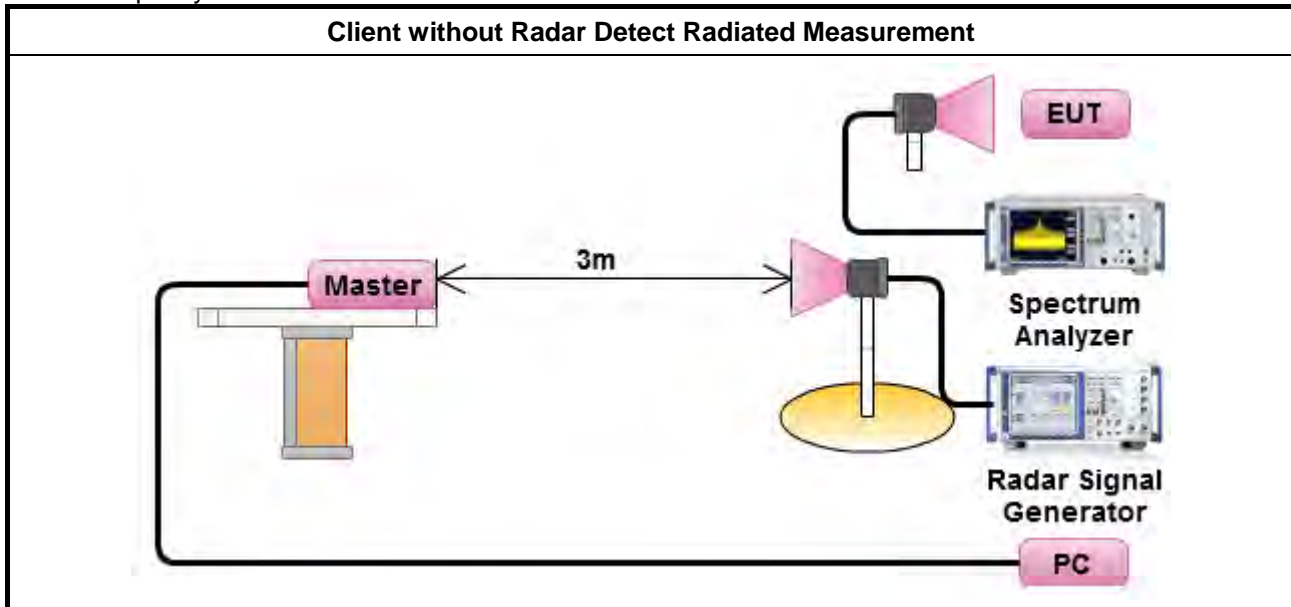 Client without Radar Detect Radiated Measurement
EUT
3m
Master
Spectrum
Analyzer
Radar Signal
Generator
PC